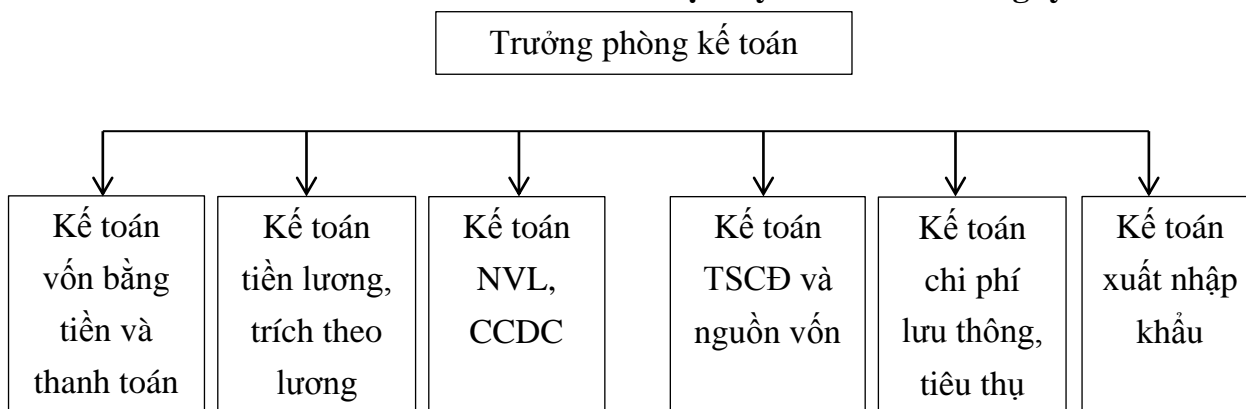 Trưởng phòng kế toán
Kế toán
vốn bằng
tiền và
thanh toán
Kế toán
tiền lương,
trích theo
lương
Kế toán
NVL,
CCDC
Kế toán
TSCĐ và
nguồn vốn
Kế toán
chi phí
lưu thông,
tiêu thụ
Kế toán
xuất nhập
khẩu